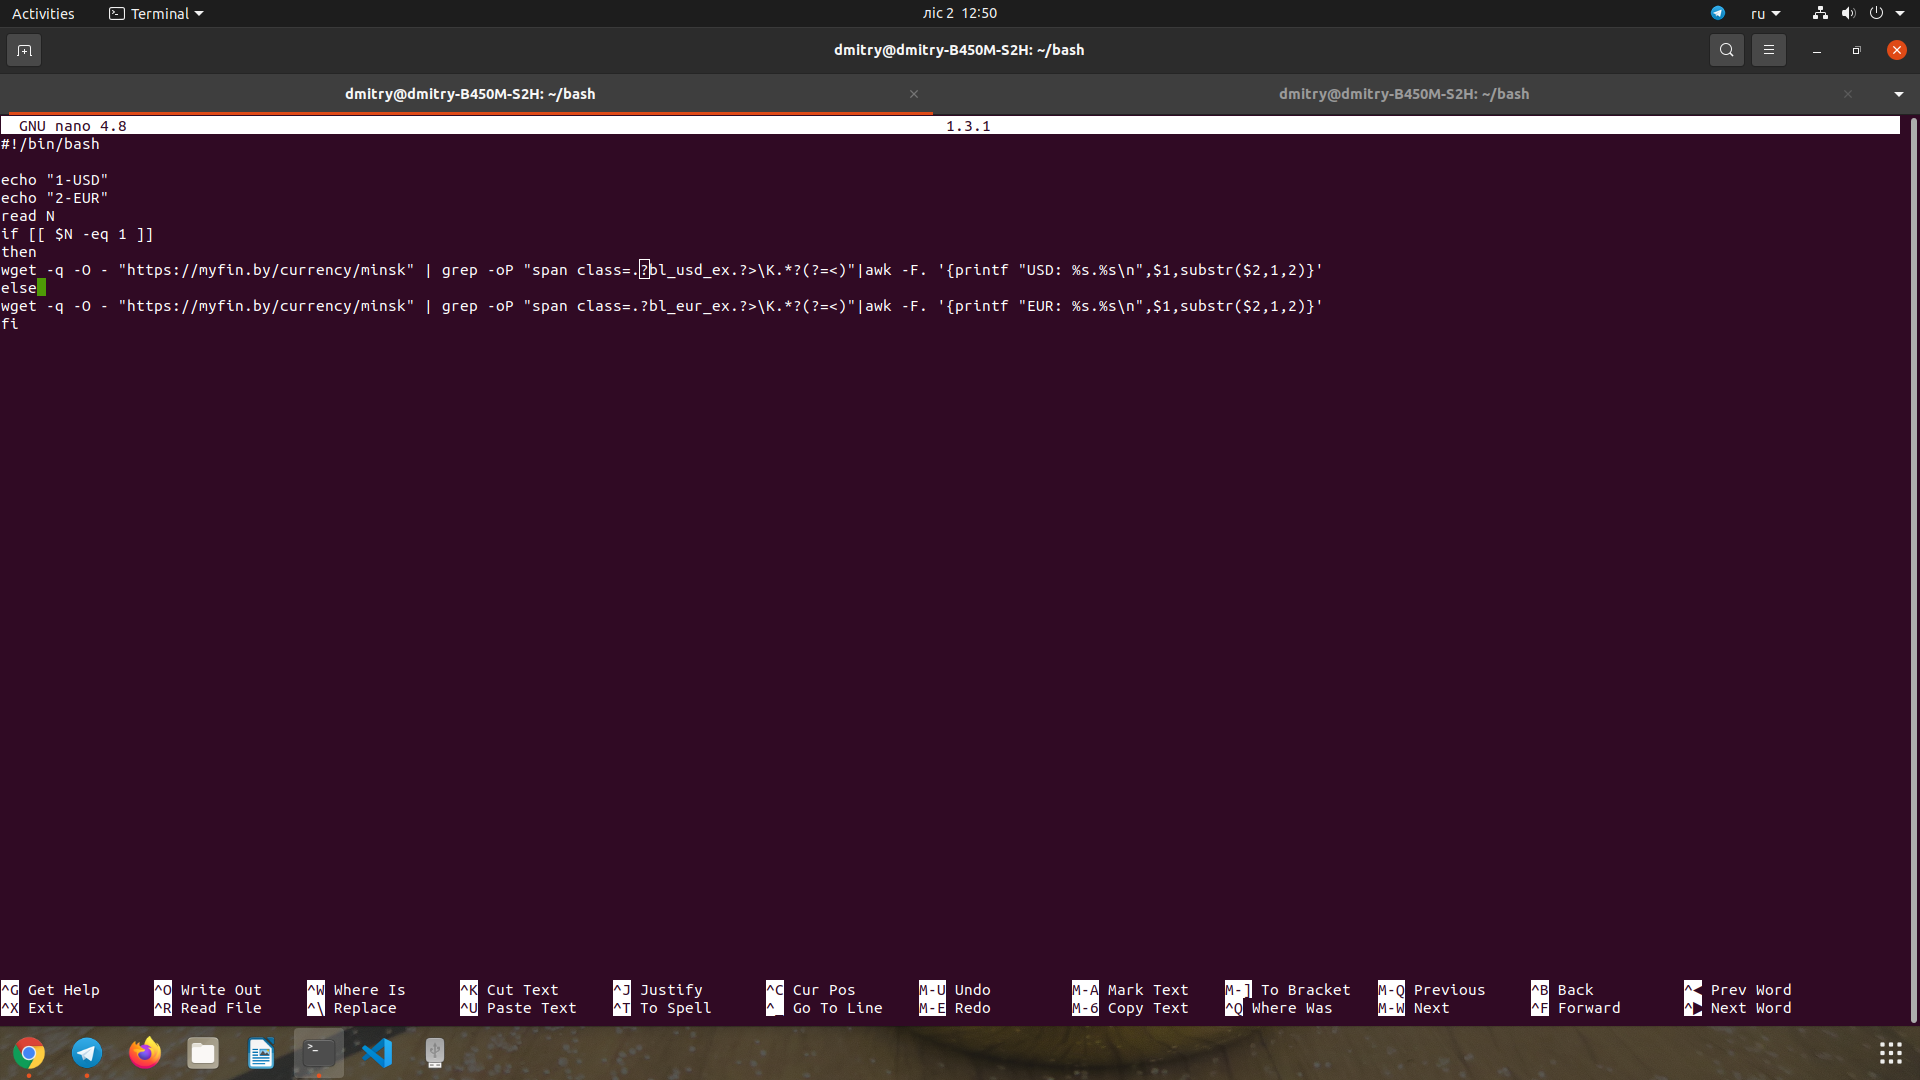 Activities Terminal ліс 2 12:50 ru
dmitry@dmitry-B450M-S2H: ~/bash
dmitry@dmitry-B450M-S2H: ~/bash dmitry@dmitry-B450M-S2H: ~/bash
GNU nano 4.8 1.3.1
#!/bin/bash
echo "1-USD"
echo "2-EUR"
read N
if [[ $N -eq 1 ]]
then
wget -q -O - "https://myfin.by/currency/minsk" | grep -oP "span class=.?bl_usd_ex.?>\K.*?(?=<)"|awk -F. '{printf "USD: %s.%s\n",$1,substr($2,1,2)}'
else
wget -q -O - "https://myfin.by/currency/minsk" | grep -oP "span class=.?bl_eur_ex.?>\K.*?(?=<)"|awk -F. '{printf "EUR: %s.%s\n",$1,substr($2,1,2)}'
fi
^G Get Help ^O Write Out ^W Where Is ^K Cut Text ^J Justify ^C Cur Pos M-U Undo M-A Mark Text M-] To Bracket M-Q Previous ^B Back ^◀ Prev Word
^X Exit ^R Read File ^\ Replace ^U Paste Text ^T To Spell ^_ Go To Line M-E Redo M-6 Copy Text ^Q Where Was M-W Next ^F Forward ^▶ Next Word